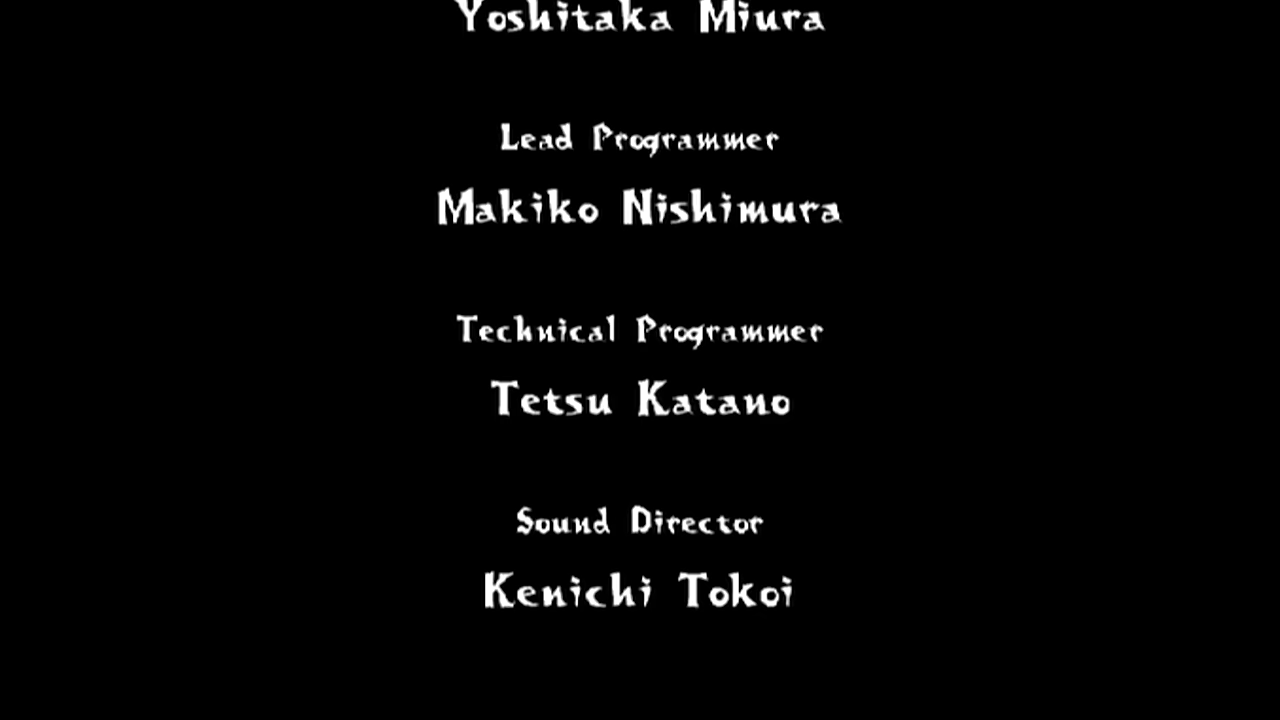 Yoshitaka Miura
Lead Programmer
Makiko Nishimura
Technical Programmer
Tetsu Katano
Sound Director
Kenichi Tokoi